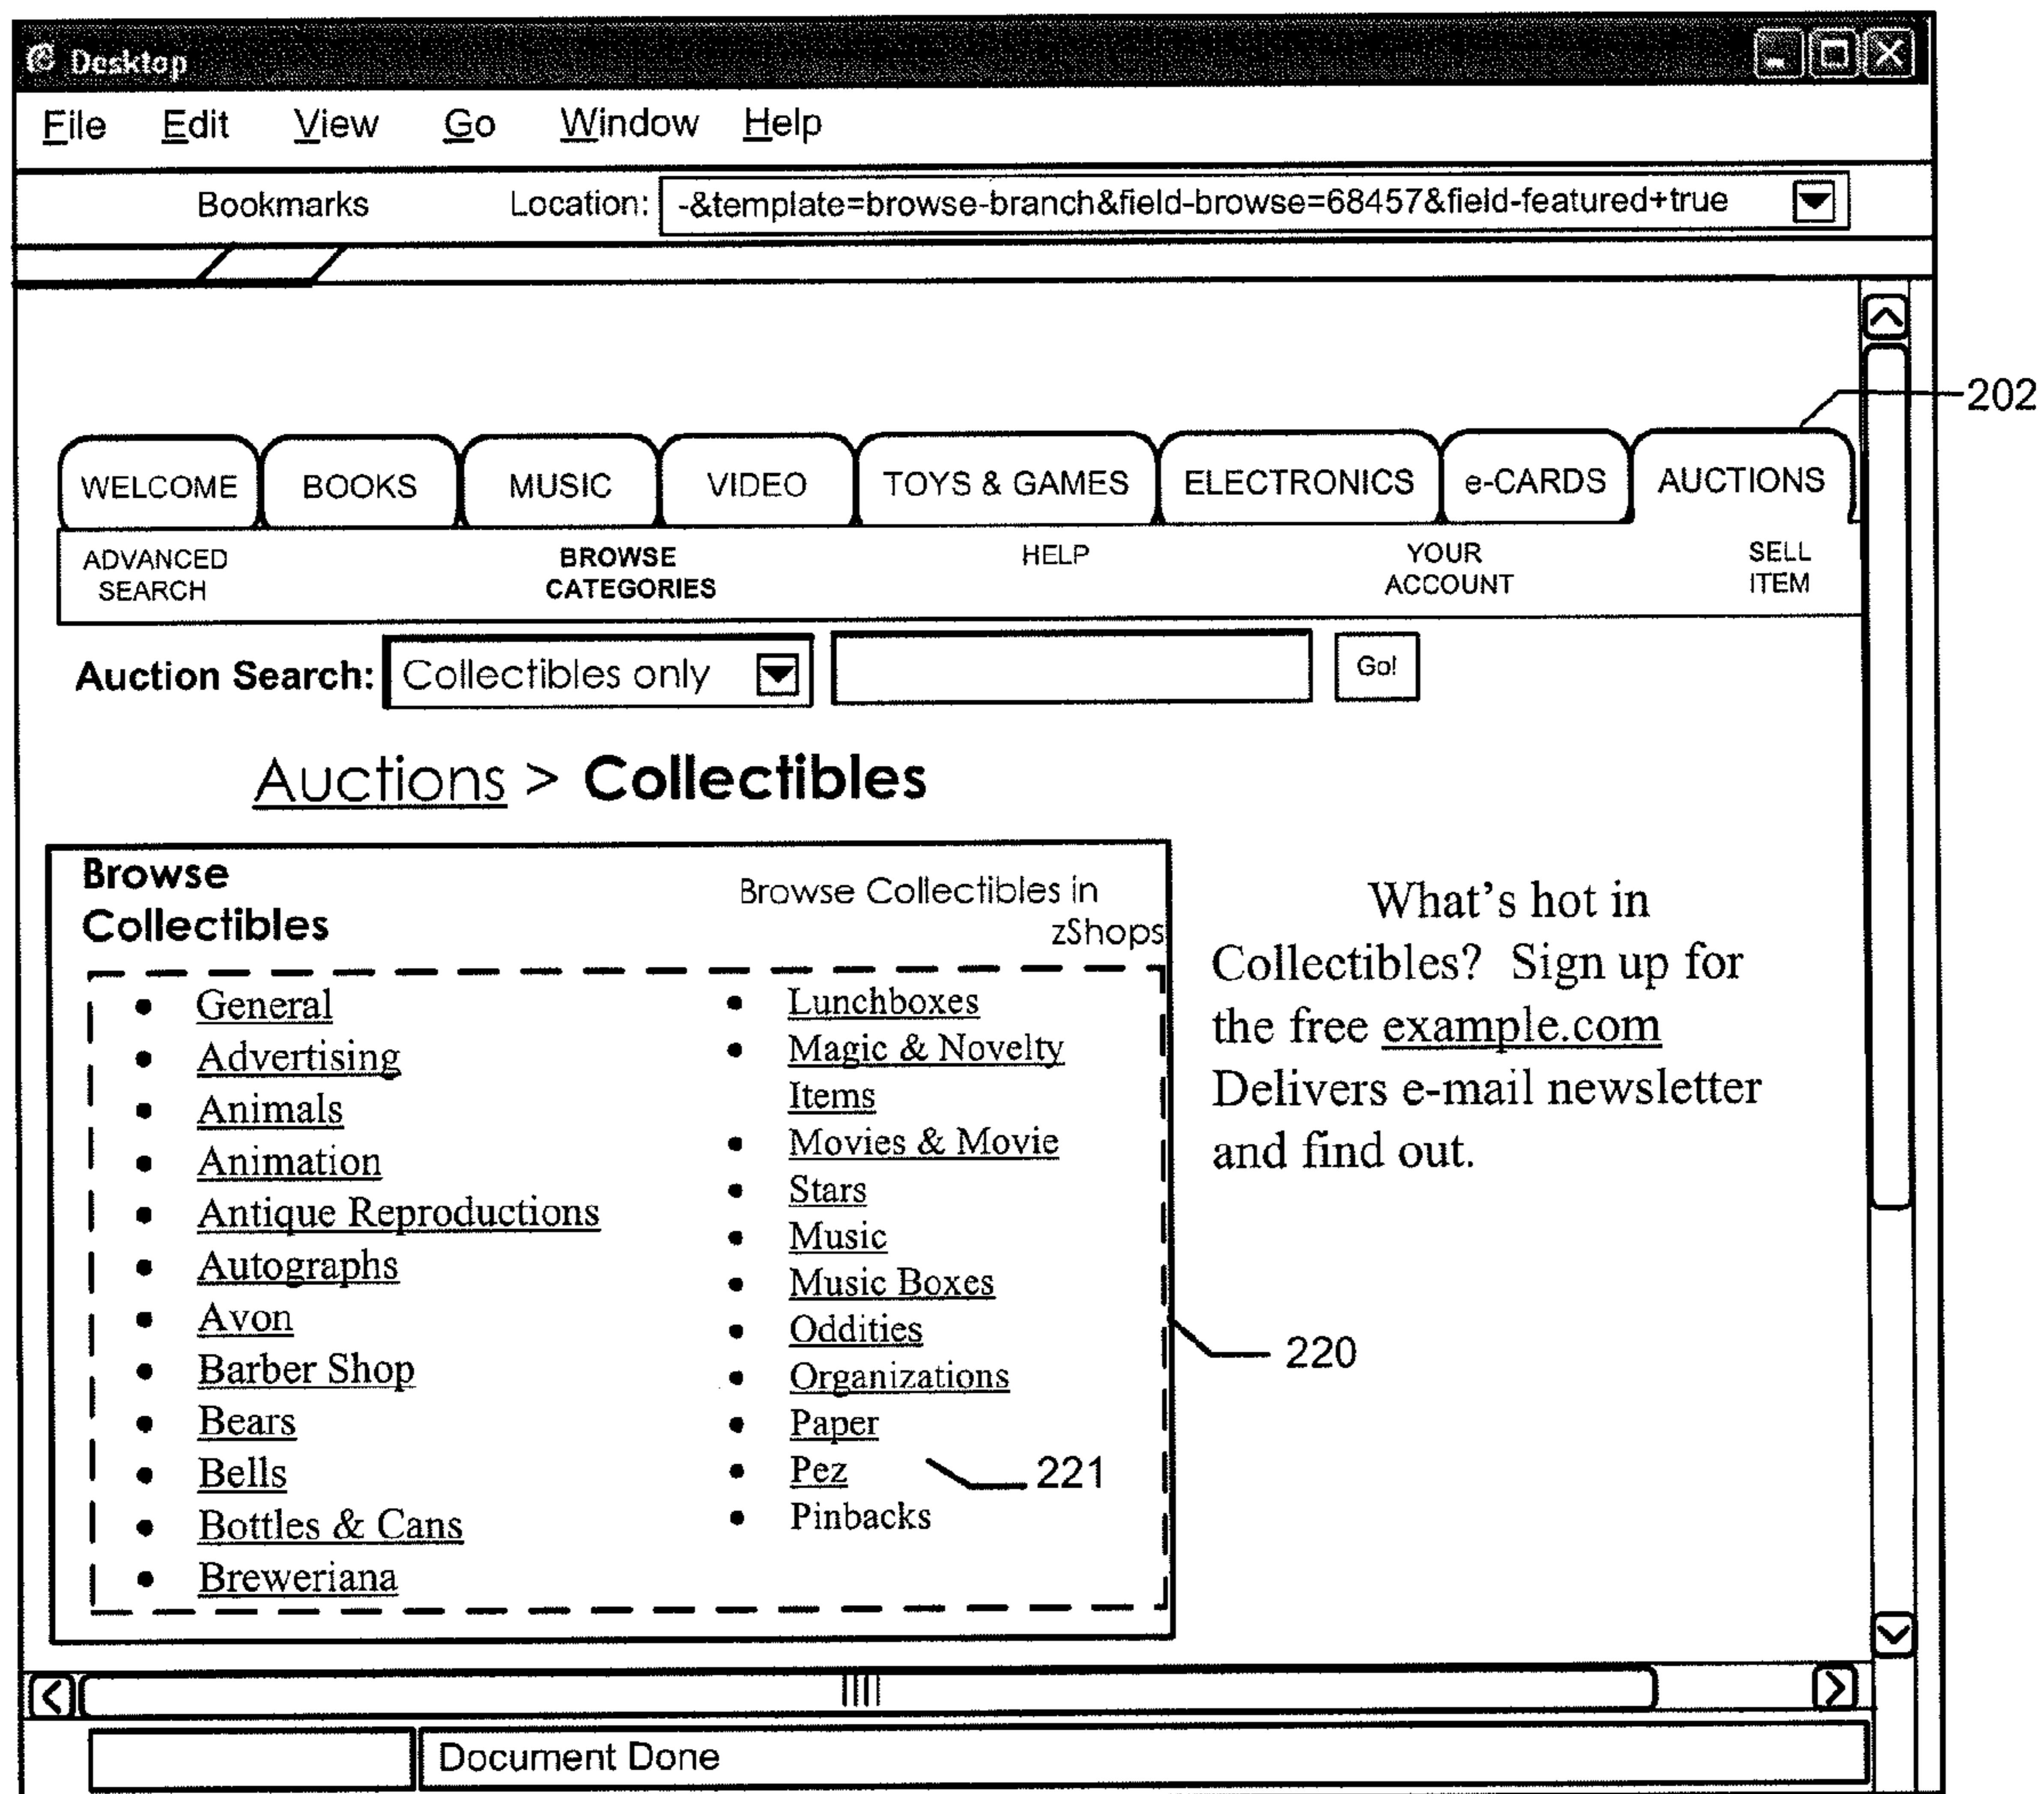 Desktop
File Edit View Go Window Help
Bookmarks Location: -&template=browse-branch&field-browse=68457&field-featured+true
202
WELCOME BOOKS MUSIC VIDEO TOYS & GAMES ELECTRONICS e-CARDS AUCTIONS
ADVANCED SEARCH BROWSE CATEGORIES HELP YOUR ACCOUNT SELL ITEM
Auction Search: Collectibles only Go!
Auctions > Collectibles
Browse
Collectibles
Browse Collectibles in
zShops
• General
• Advertising
• Animals
• Animation
• Antique Reproductions
• Autographs
• Avon
• Barber Shop
• Bears
• Bells
• Bottles & Cans
• Breweriana
• Lunchboxes
• Magic & Novelty
Items
• Movies & Movie
• Stars
• Music
• Music Boxes
• Oddities
• Organizations
• Paper
• Pez
• Pinbacks
221
220
What's hot in
Collectibles? Sign up for
the free example.com
Delivers e-mail newsletter
and find out.
Document Done